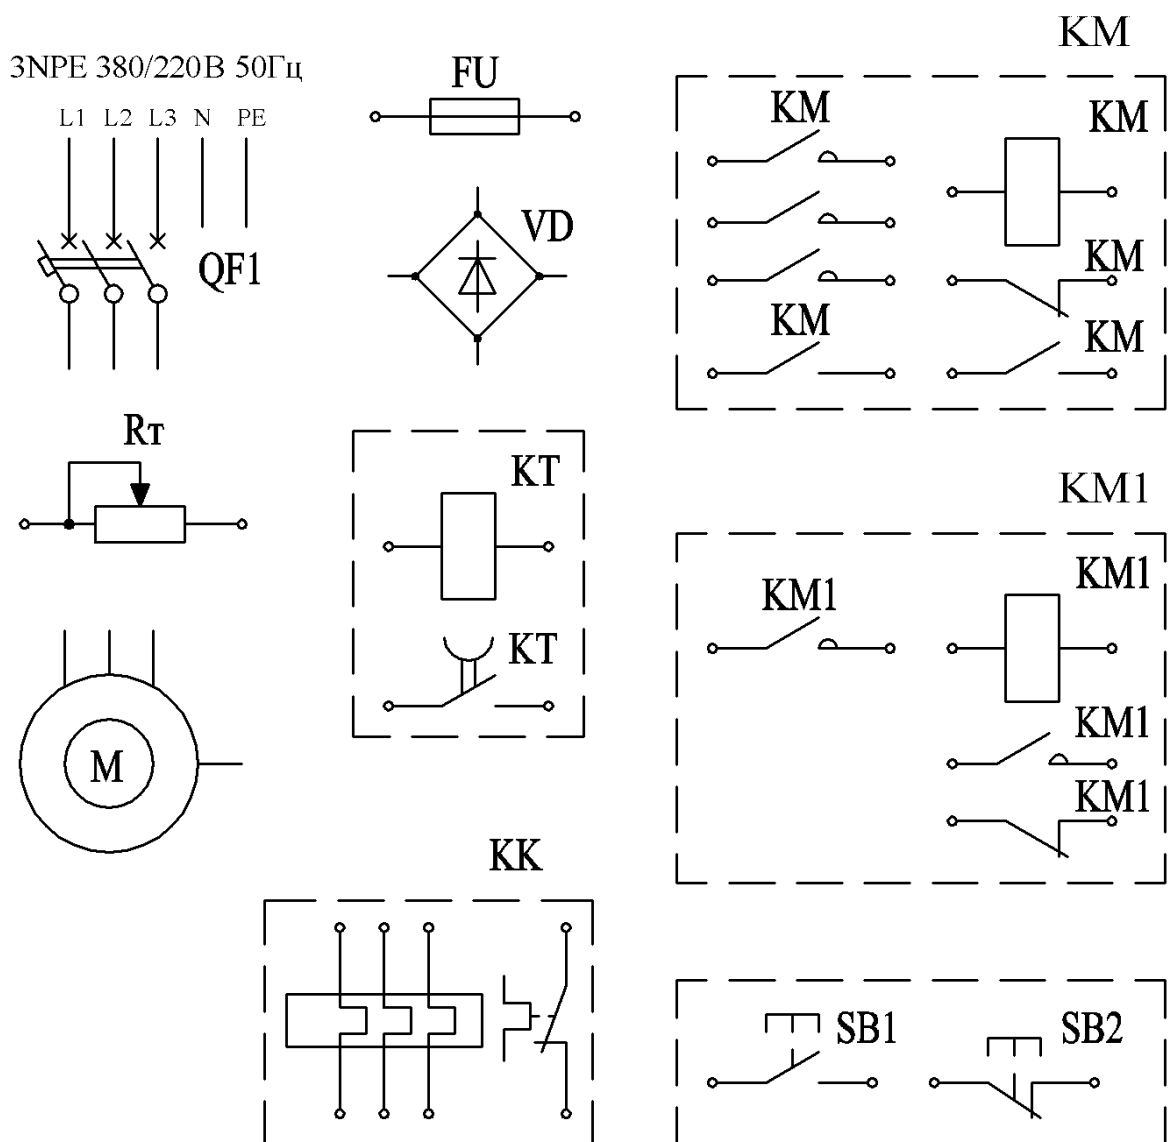 KM
3NPE 380/220В 50Гц
FU
L1 L2 L3 N PE
KM
KM
VD
QF1
KM
KM
KM
Rт
KT
KM1
KM1
KM1
KT
KM1
M
KM1
KK
SB1
SB2